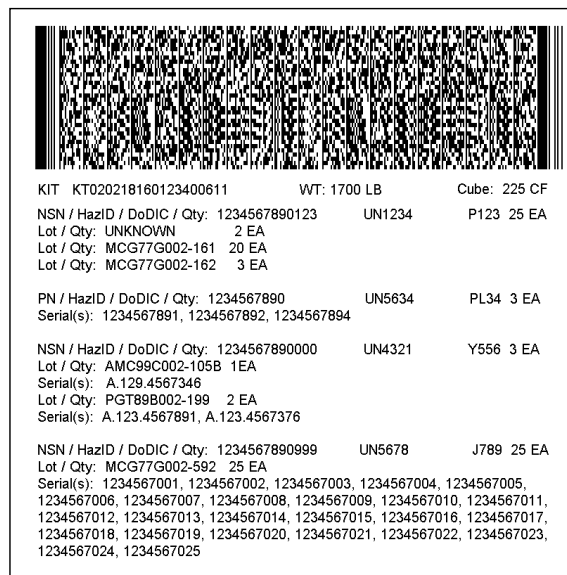 KIT KT020218160123400611 WT: 1700 LB Cube: 225 CF
NSN / HazID / DoDIC / Qty: 1234567890123 UN1234 P123 25 EA
Lot / Qty: UNKNOWN 2 EA
Lot / Qty: MCG77G002-161 20 EA
Lot / Qty: MCG77G002-162 3 EA
PN / HazID / DoDIC / Qty: 1234567890 UN5634 PL34 3 EA
Serial(s): 1234567891, 1234567892, 1234567894
NSN / HazID / DoDIC / Qty: 1234567890000 UN4321 Y556 3 EA
Lot / Qty: AMC99C002-105B 1EA
Serial(s): A.129.4567346
Lot / Qty: PGT89B002-199 2 EA
Serial(s): A.123.4567891, A.123.4567376
NSN / HazID / DoDIC / Qty: 1234567890999 UN5678 J789 25 EA
Lot / Qty: MCG77G002-592 25 EA
Serial(s): 1234567001, 1234567002, 1234567003, 1234567004, 1234567005,
1234567006, 1234567007, 1234567008, 1234567009, 1234567010, 1234567011,
1234567012, 1234567013, 1234567014, 1234567015, 1234567016, 1234567017,
1234567018, 1234567019, 1234567020, 1234567021, 1234567022, 1234567023,
1234567024, 1234567025